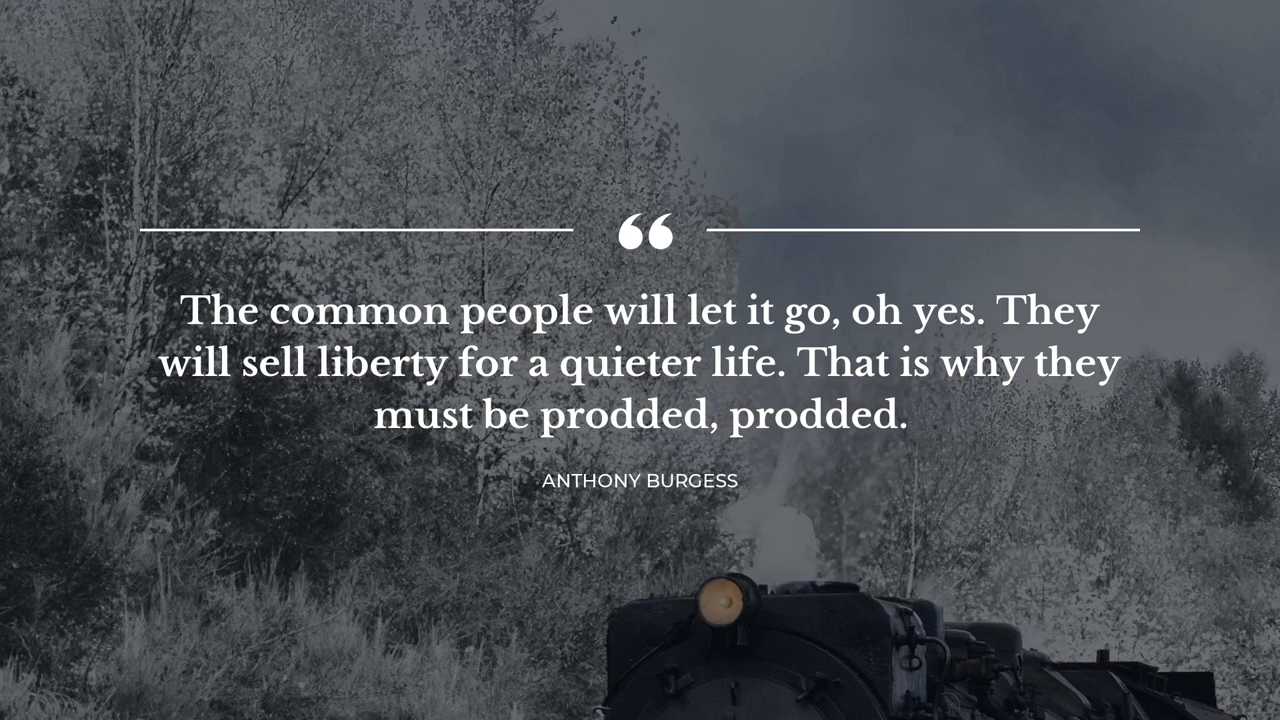 “
The common people will let it go, oh yes. They
will sell liberty for a quieter life. That is why they
must be prodded, prodded.
ANTHONY BURGESS